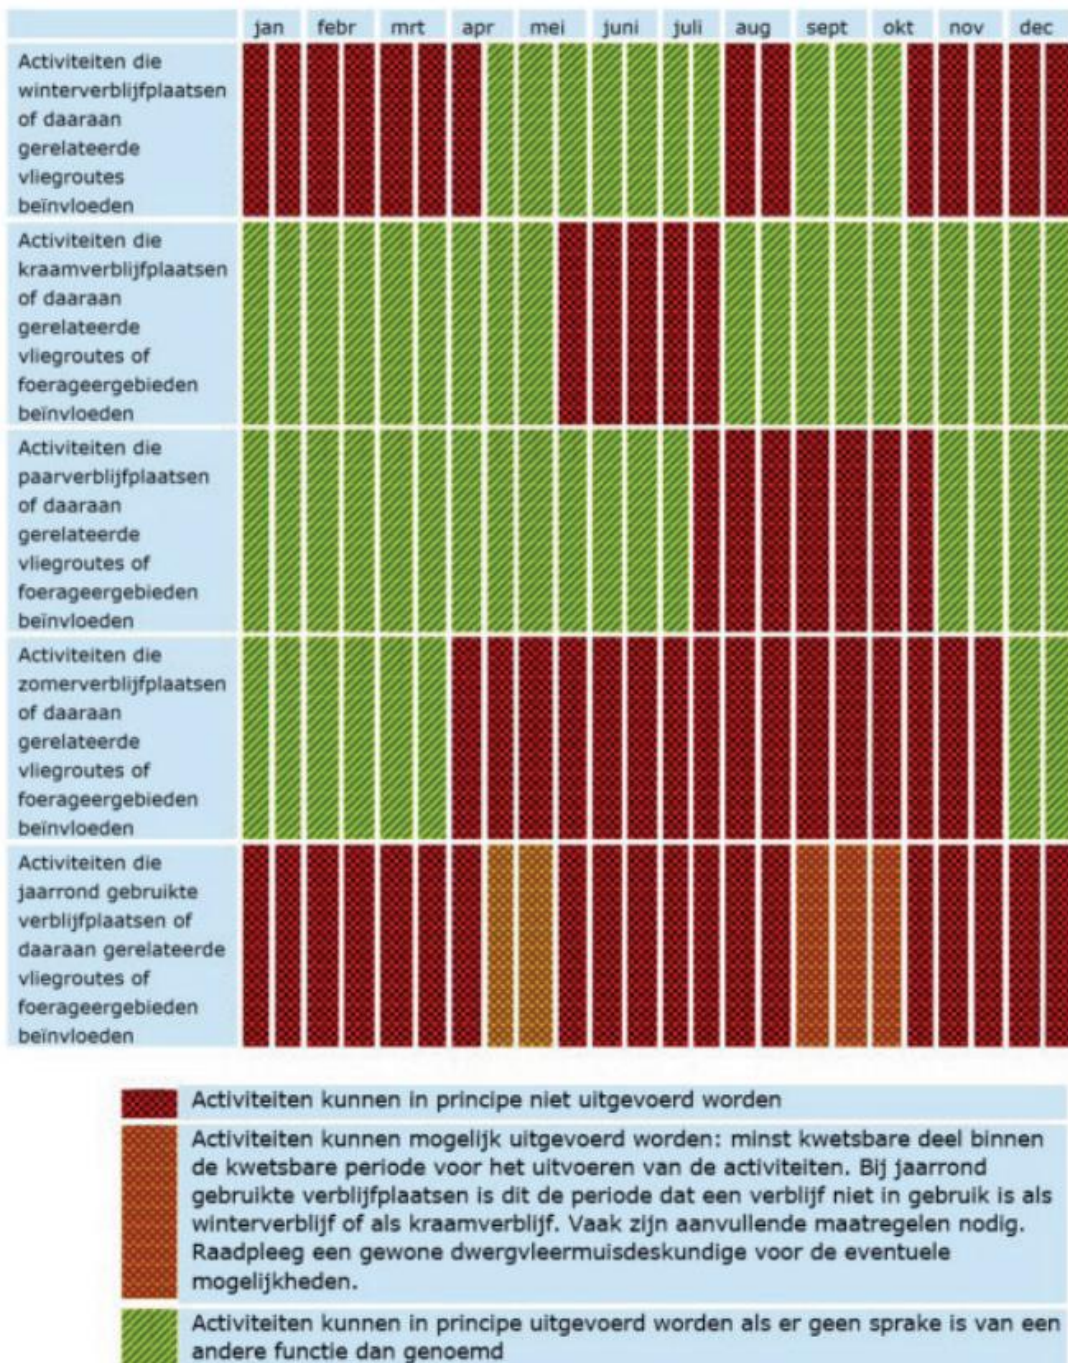 jan febr mrt apr mei juni juli aug sept okt nov dec
Activiteiten die
winterverblijfplaatsen
of daaraan
gerelateerde
vliegroutes
beïnvloeden
Activiteiten die
kraamverblijfplaatsen
of daaraan
gerelateerde
vliegroutes of
foerageergebieden
beïnvloeden
Activiteiten die
paarverblijfplaatsen
of daaraan
gerelateerde
vliegroutes of
foerageergebieden
beïnvloeden
Activiteiten die
zomerverblijfplaatsen
of daaraan
gerelateerde
vliegroutes of
foerageergebieden
beïnvloeden
Activiteiten die
jaarrond gebruikte
verblijfplaatsen of
daaraan gerelateerde
vliegroutes of
foerageergebieden
beïnvloeden
Activiteiten kunnen in principe niet uitgevoerd worden
Activiteiten kunnen mogelijk uitgevoerd worden: minst kwetsbare deel binnen
de kwetsbare periode voor het uitvoeren van de activiteiten. Bij jaarrond
gebruikte verblijfplaatsen is dit de periode dat een verblijf niet in gebruik is als
winterverblijf of als kraamverblijf. Vaak zijn aanvullende maatregelen nodig.
Raadpleeg een gewone dwergvleermuisdeskundige voor de eventuele
mogelijkheden.
Activiteiten kunnen in principe uitgevoerd worden als er geen sprake is van een
andere functie dan genoemd